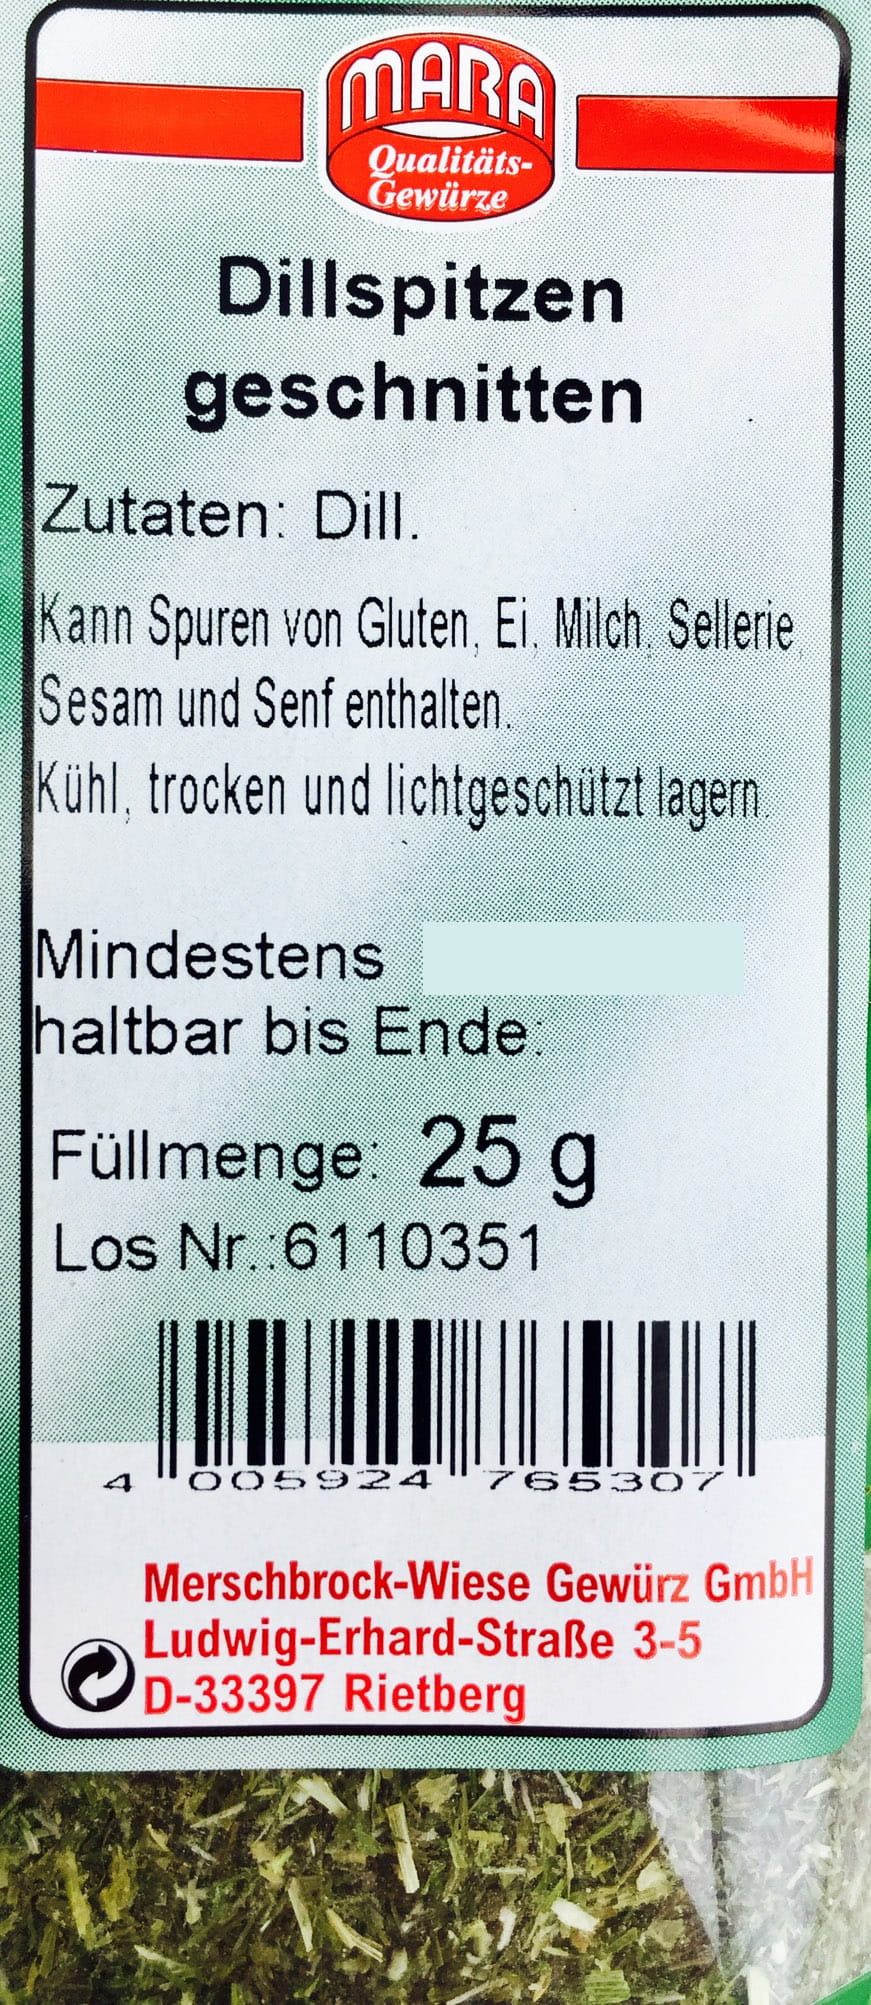 MARA
Qualitäts-
Gewürze
Dillspitzen
geschnitten
Zutaten: Dill.
Kann Spuren von Gluten, Ei, Milch, Sellerie,
Sesam und Senf enthalten.
Kühl, trocken und lichtgeschützt lagern.
Mindestens
haltbar bis Ende:
Füllmenge: 25 g
Los Nr.:6110351
4 005924 765307
Merschbrock-Wiese Gewürz GmbH
Ludwig-Erhard-Straße 3-5
D-33397 Rietberg